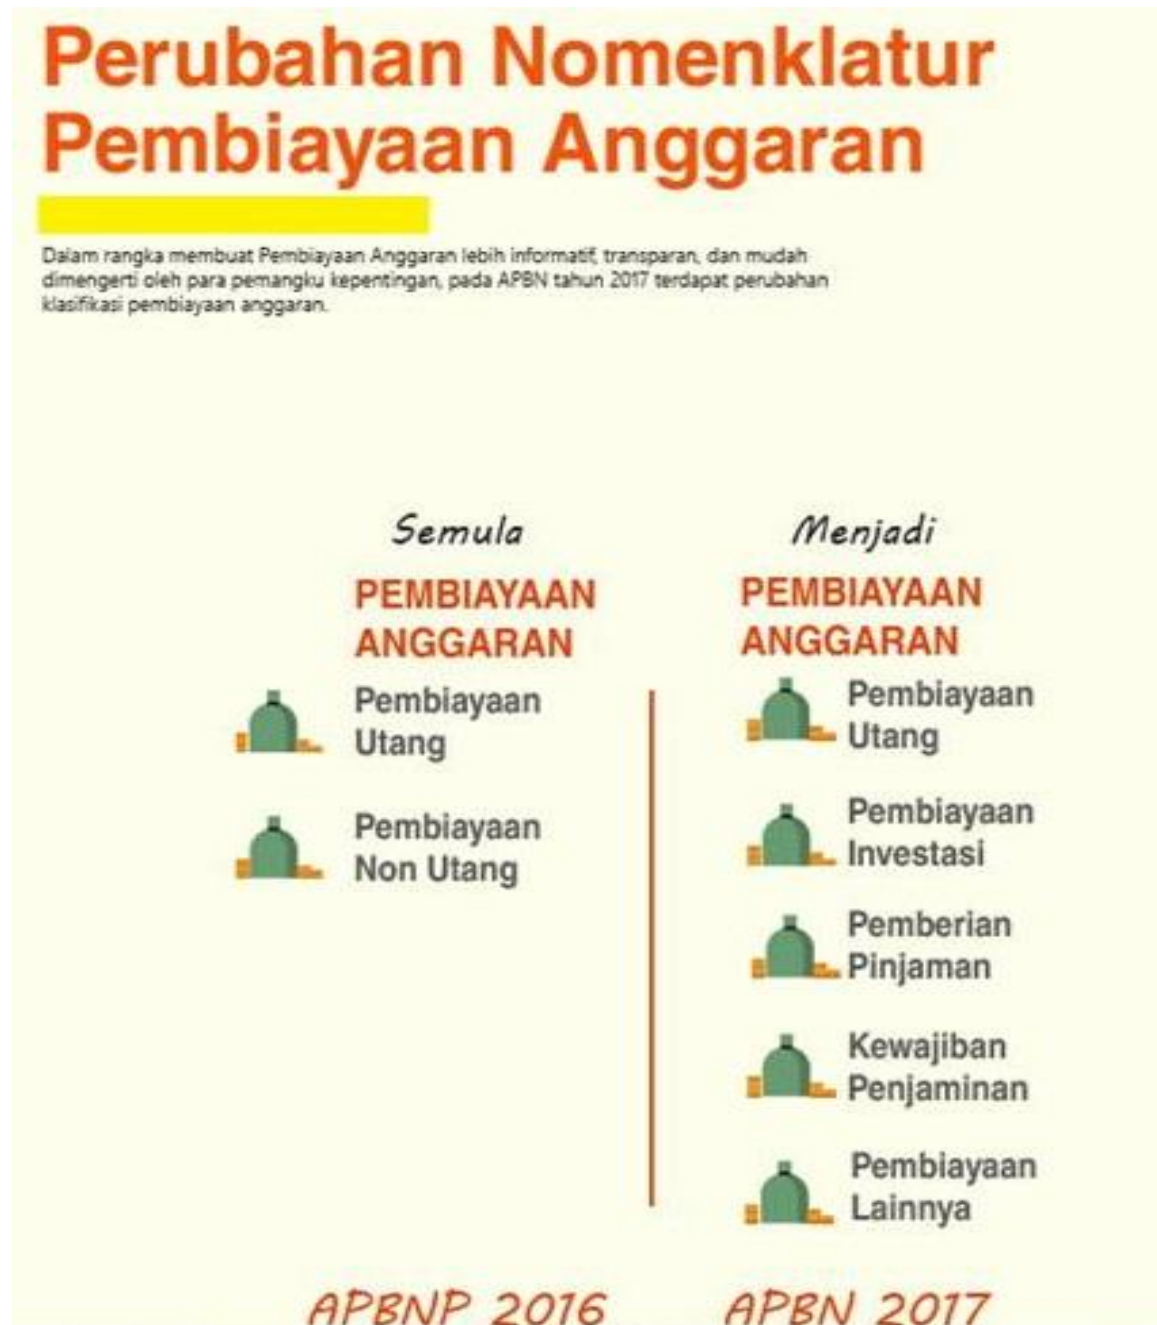 Perubahan Nomenklatur
Pembiayaan Anggaran
Dalam rangka membuat Pembiayaan Anggaran lebih informatif, transparan, dan mudah
dimengerti oleh para pemangku kepentingan, pada APBN tahun 2017 terdapat perubahan
klasifikasi pembiayaan anggaran.
Semula
PEMBIAYAAN
ANGGARAN
Pembiayaan
Utang
Pembiayaan
Non Utang
APBNP 2016
Menjadi
PEMBIAYAAN
ANGGARAN
Pembiayaan
Utang
Pembiayaan
Investasi
Pemberian
Pinjaman
Kewajiban
Penjaminan
Pembiayaan
Lainnya
APBN 2017